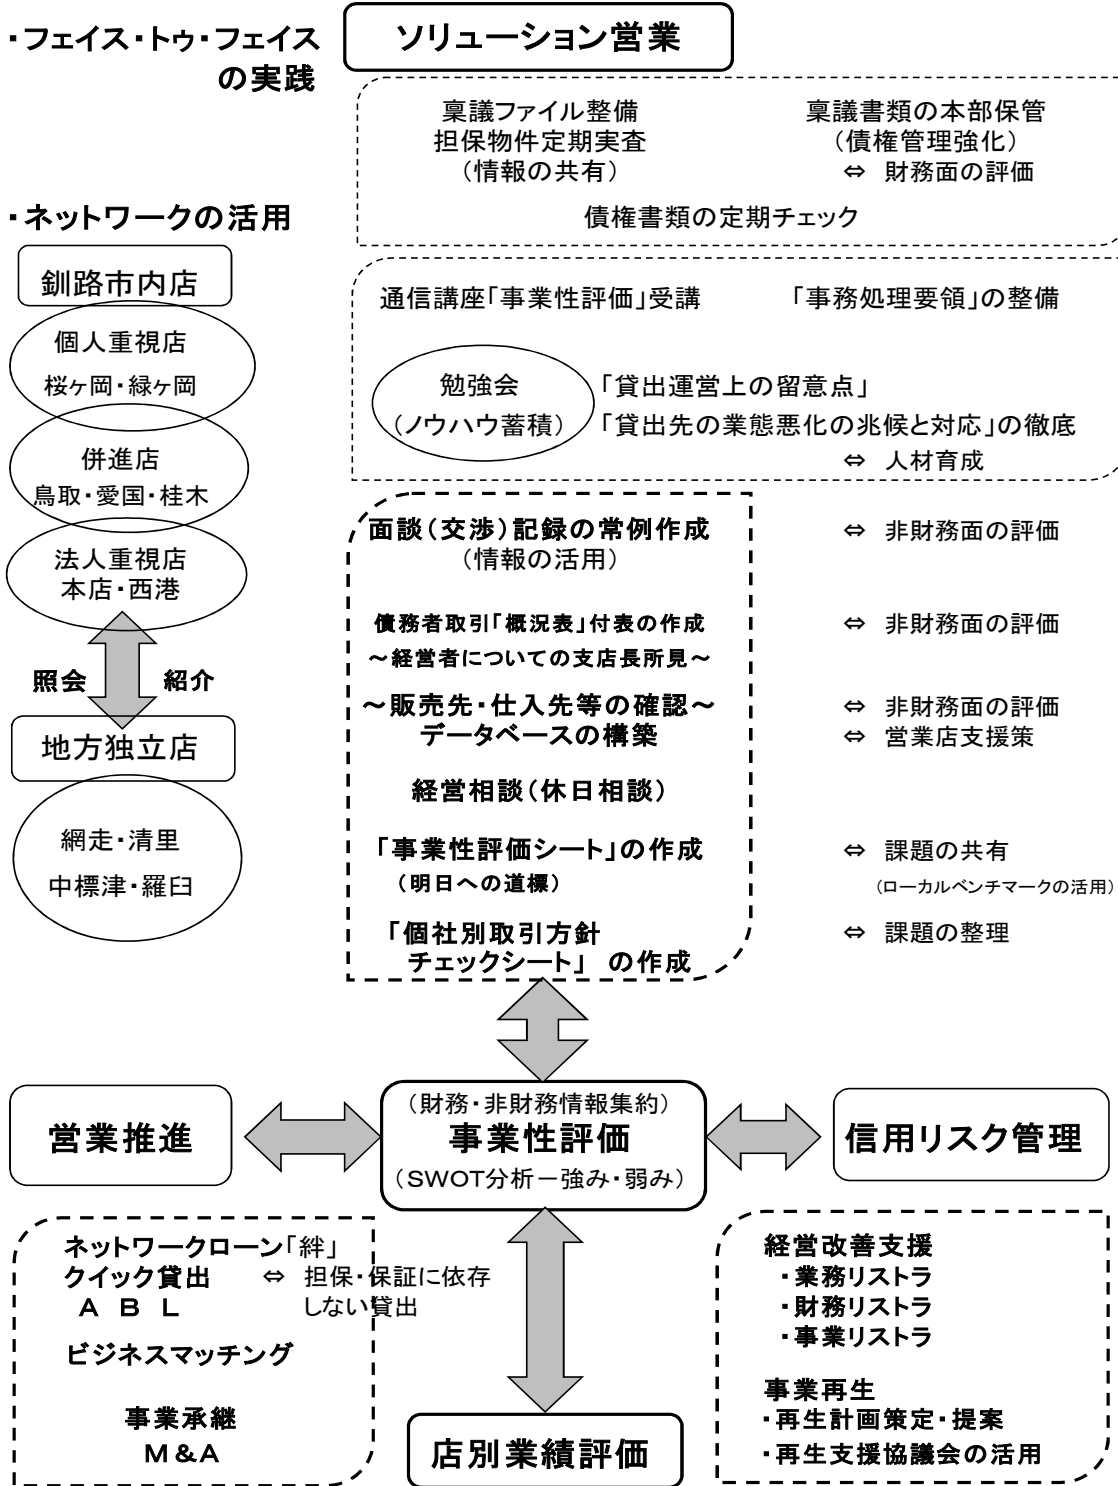 ・フェイス・トゥ・フェイス
の実践
ソリューション営業
稟議ファイル整備
担保物件定期実査
（情報の共有）
稟議書類の本部保管
（債権管理強化）
⇔ 財務面の評価
債権書類の定期チェック
・ネットワークの活用
釧路市内店
個人重視店
桜ヶ岡・緑ヶ岡
併進店
鳥取・愛国・桂木
法人重視店
本店・西港
照会
紹介
地方独立店
網走・清里
中標津・羅臼
通信講座「事業性評価」受講
「事務処理要領」の整備
勉強会
（ノウハウ蓄積）
「貸出運営上の留意点」
「貸出先の業態悪化の兆候と対応」の徹底
⇔ 人材育成
面談（交渉）記録の常例作成
（情報の活用）
⇔ 非財務面の評価
債務者取引「概況表」付表の作成
～経営者についての支店長所見～
⇔ 非財務面の評価
～販売先・仕入先等の確認～
データベースの構築
⇔ 非財務面の評価
⇔ 営業店支援策
経営相談（休日相談）
「事業性評価シート」の作成
（明日への道標）
⇔ 課題の共有
（ローカルベンチマークの活用）
「個社別取引方針
チェックシート」 の作成
⇔ 課題の整理
営業推進
（財務・非財務情報集約）
事業性評価
（SWOT分析－強み・弱み）
信用リスク管理
ネットワークローン「絆」
クイック貸出 ⇔ 担保・保証に依存
ＡＢＬ しない貸出
ビジネスマッチング
事業承継
Ｍ＆Ａ
店別業績評価
経営改善支援
・業務リストラ
・財務リストラ
・事業リストラ
事業再生
・再生計画策定・提案
・再生支援協議会の活用